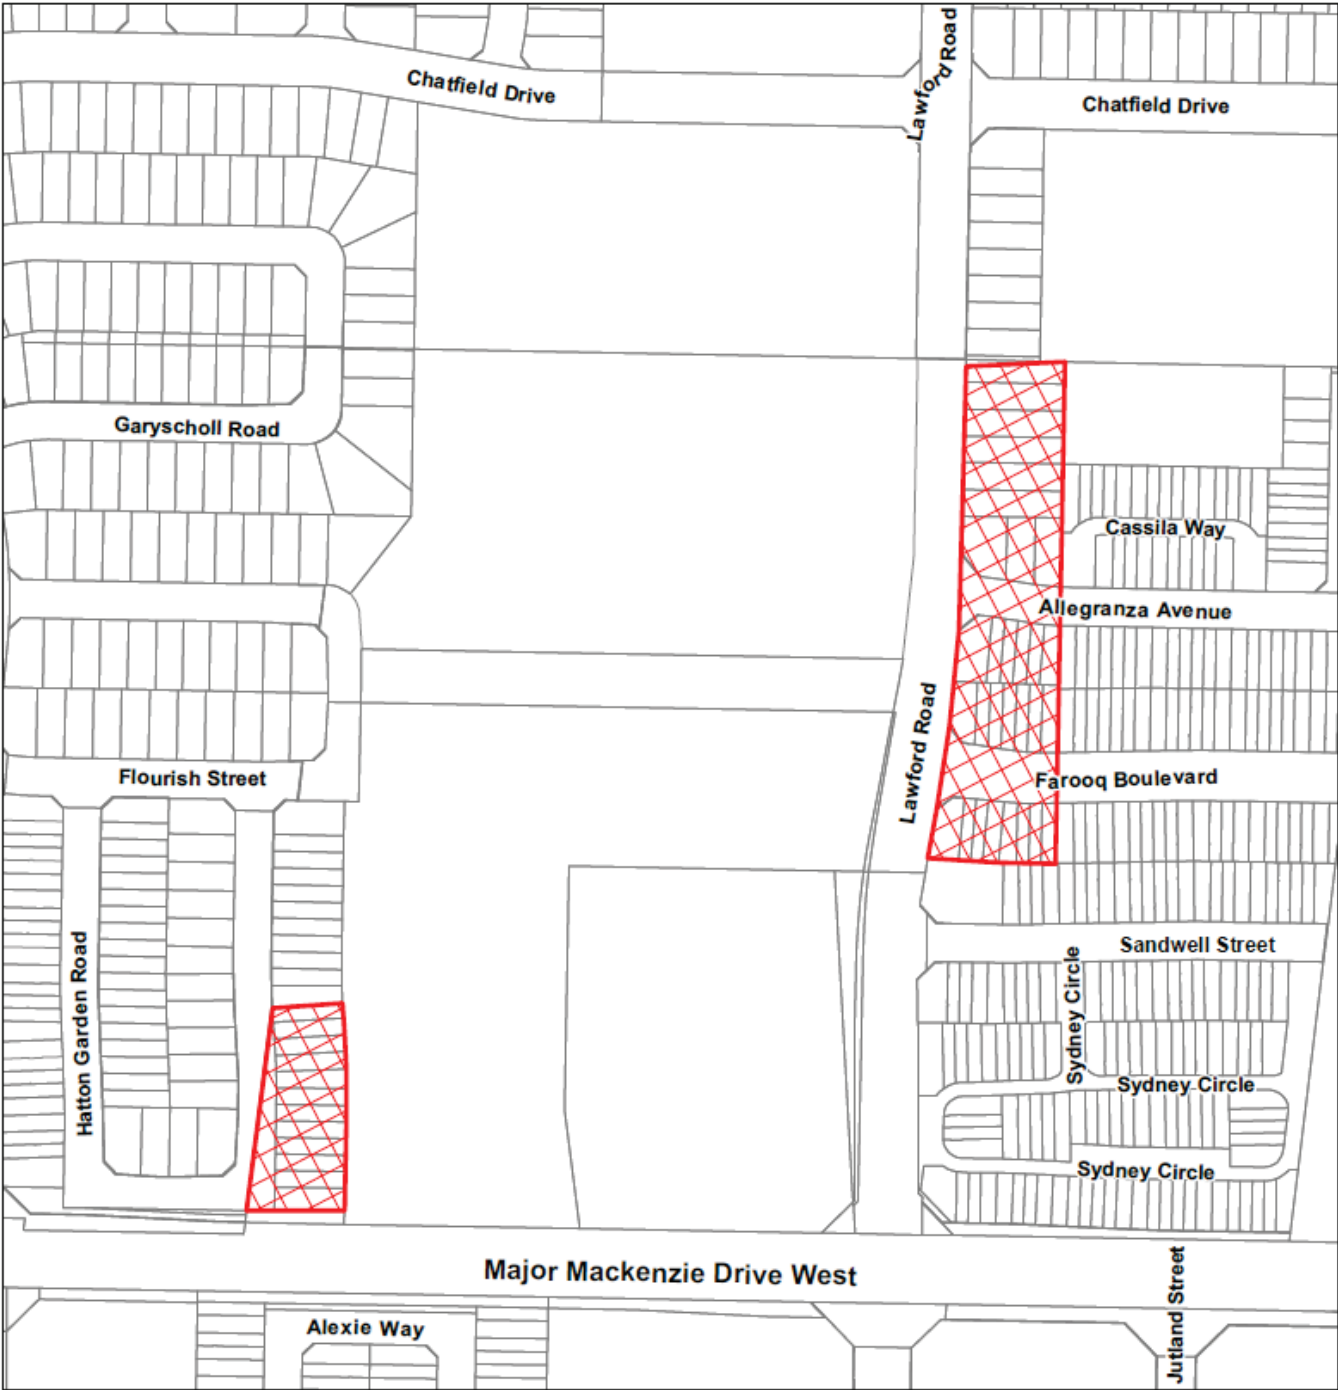 Lawford Road
Chatfield Drive
Chatfield Drive
Garyscholl Road
Cassila Way
Allegranza Avenue
Lawford Road
Flourish Street
Farooq Boulevard
Hatton Garden Road
Sandwell Street
Sydney Circle
Sydney Circle
Sydney Circle
Major Mackenzie Drive West
Jutland Street
Alexie Way